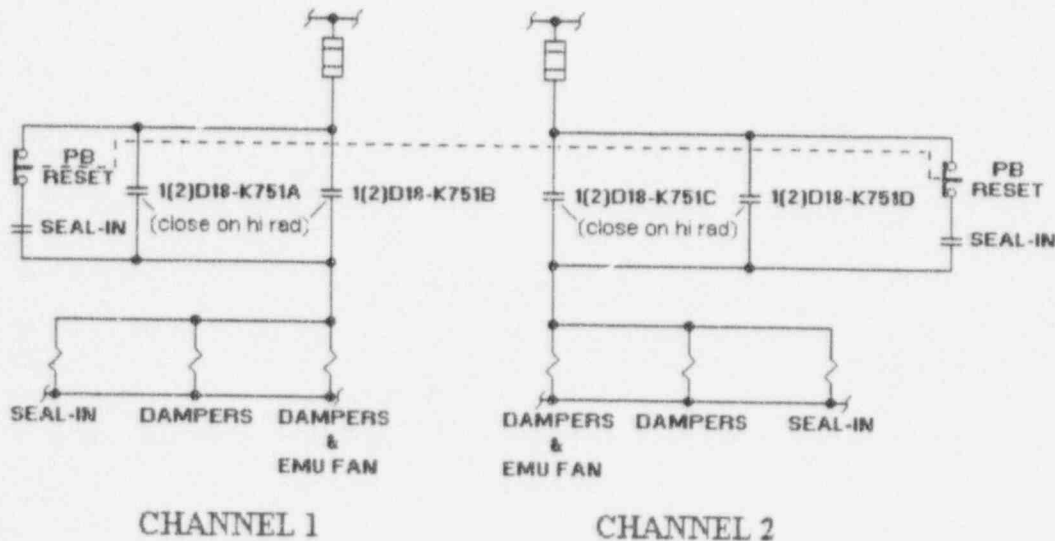 PB
RESET
1(2)D18-K751A
1(2)D18-K751B
(close on hi rad)
SEAL-IN
1(2)D18-K751C
1(2)D18-K751D
(close on hi rad)
PB
RESET
SEAL-IN
SEAL-IN
DAMPERS
DAMPERS
&
EMU FAN
DAMPERS
&
EMU FAN
DAMPERS
SEAL-IN
CHANNEL 1
CHANNEL 2